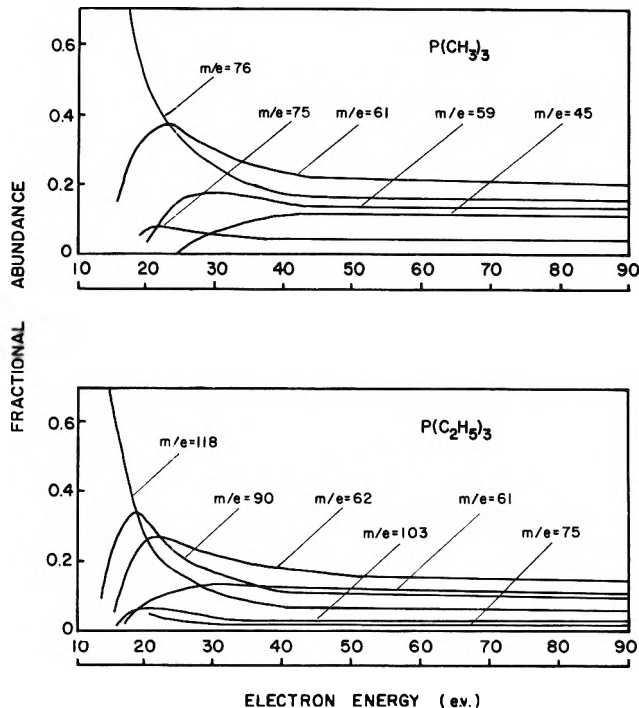 P(CH3)3
m/e=76
m/e=75
m/e=61
m/e=59
m/e=45
0.6
0.4
0.2
0
10 20 30 40 50 60 70 80 90
FRACTIONAL ABUNDANCE
P(C2H5)3
m/e=118
m/e=90
m/e=62
m/e=61
m/e=103
m/e=75
0.6
0.4
0.2
0
10 20 30 40 50 60 70 80 90
ELECTRON ENERGY (e.v.)